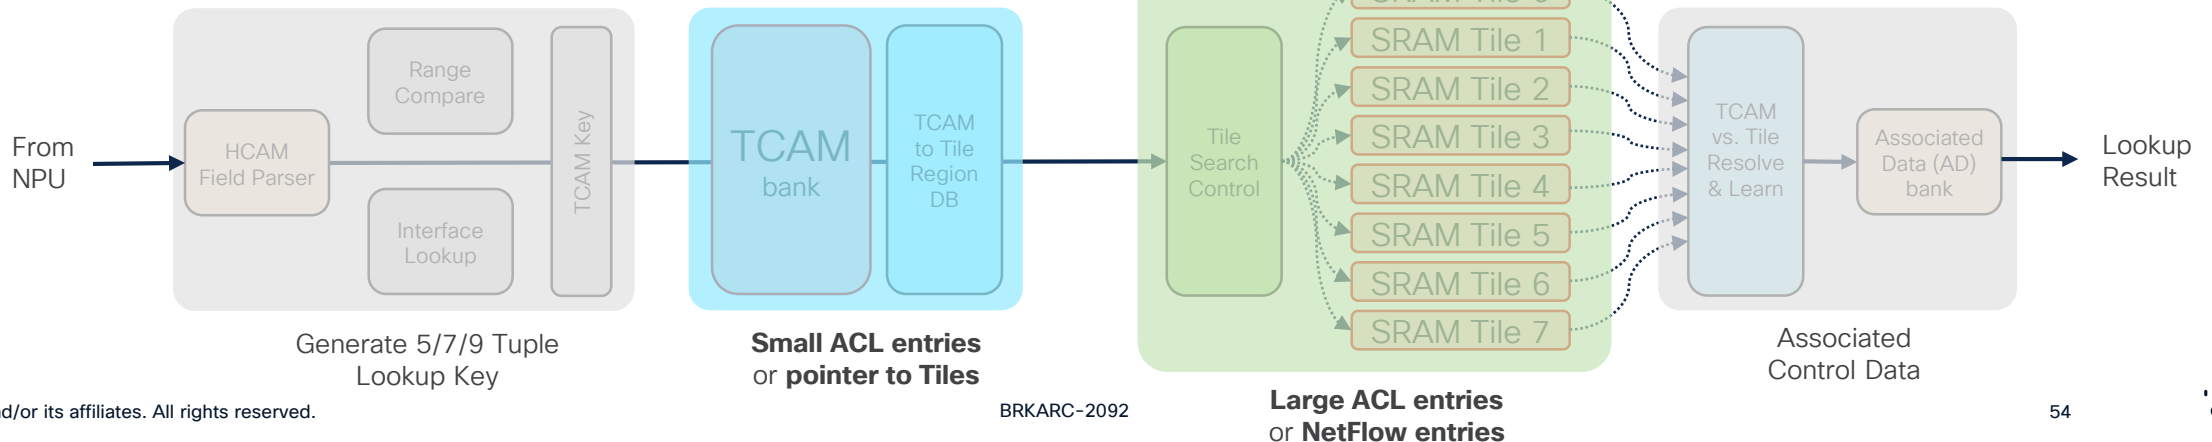 From
NPU
HCAM
Field Parser
Range
Compare
Interface
Lookup
TCAM Key
Generate 5/7/9 Tuple
Lookup Key
TCAM
bank
TCAM
to Tile
Region
DB
Small ACL entries
or pointer to Tiles
Tile
Search
Control
SRAM Tile 1
SRAM Tile 2
SRAM Tile 3
SRAM Tile 4
SRAM Tile 5
SRAM Tile 6
SRAM Tile 7
Large ACL entries
or NetFlow entries
TCAM
vs. Tile
Resolve
& Learn
Associated
Data (AD)
bank
Associated
Control Data
Lookup
Result
its affiliates. All rights reserved.
BRKARC-2092
54